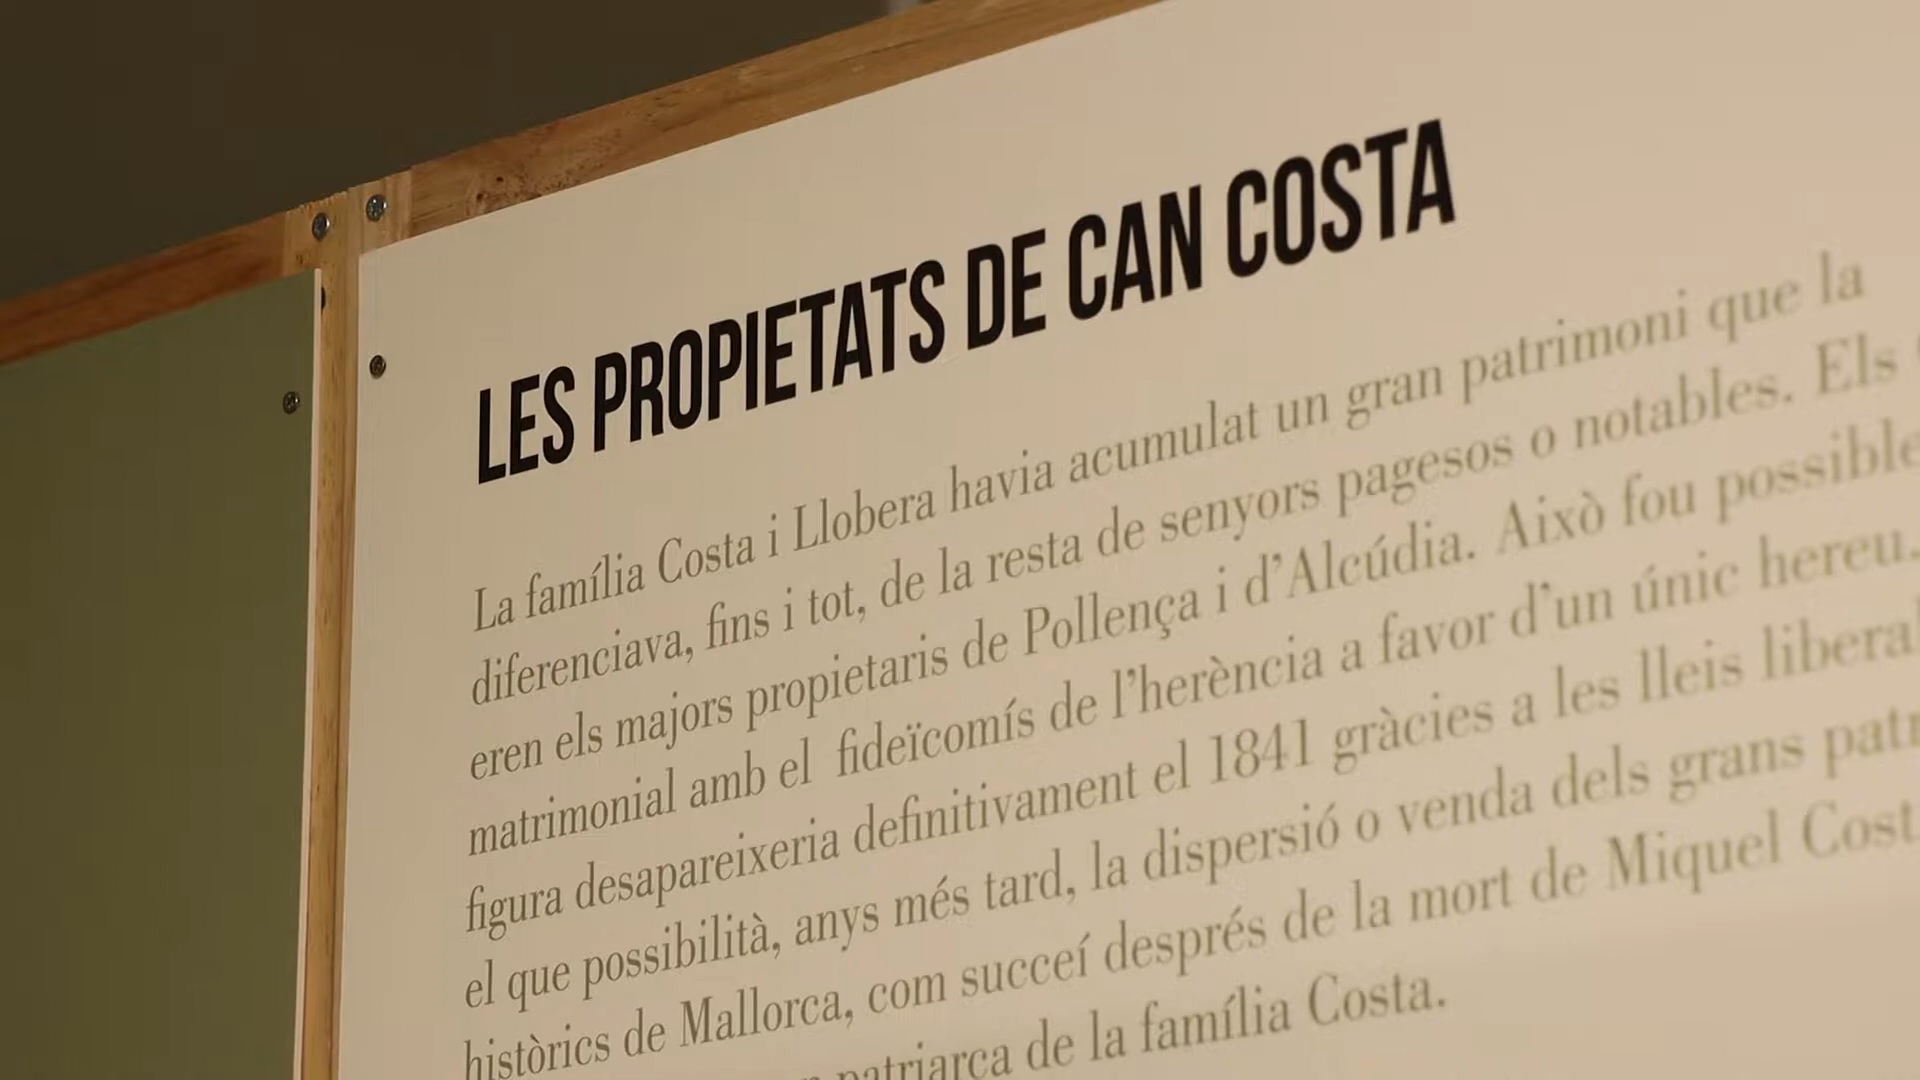 LES PROPIETATS DE CAN COSTA
La família Costa i Llobera havia acumulat un gran patrimoni que la
diferenciava, fins i tot, de la resta de senyors pagesos o notables. Els
eren els majors propietaris de Pollença i d'Alcúdia. Això fou possible
matrimonial amb el fideïcomís de l'herència a favor d'un únic hereu.
figura desapareixeria definitivament el 1841 gràcies a les lleis
el que possibilità, anys més tard, la dispersió o venda dels grans
històrics de Mallorca, com succeí després de la mort de Miquel
patriarca de la família Costa.